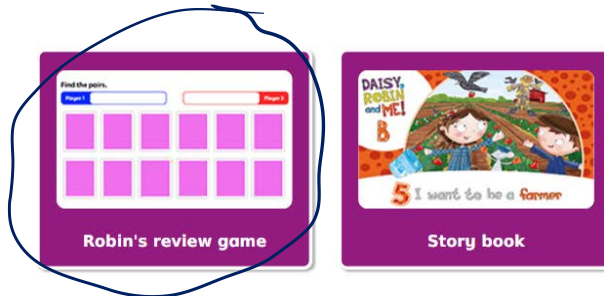 Find the pairs.
Player 1
Player 2
Robin's review game
DAISY,
ROBIN
and ME!
B
5 I want to be a farmer
Story book